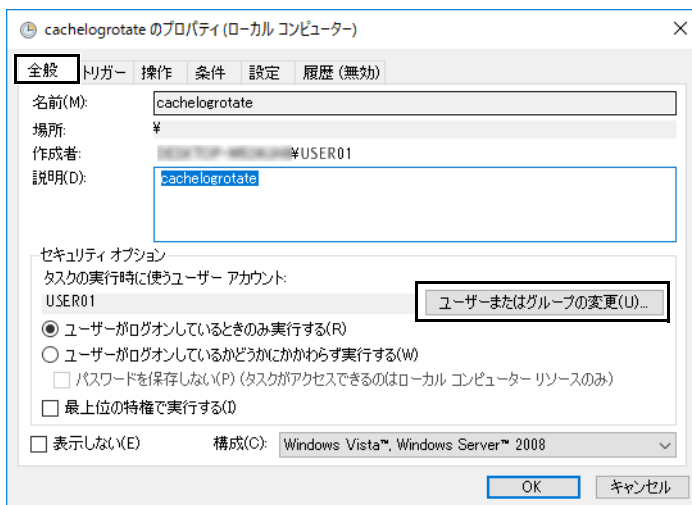 cachelogrotate のプロパティ (ローカル コンピューター)
全般 トリガー 操作 条件 設定 履歴 (無効)
名前(M): cachelogrotate
場所: ¥
作成者: ¥USER01
説明(D): cachelogrotate
セキュリティ オプション
タスクの実行時に使うユーザー アカウント:
USER01 ユーザーまたはグループの変更(U)...
ユーザーがログオンしているときのみ実行する(R)
ユーザーがログオンしているかどうかにかかわらず実行する(W)
パスワードを保存しない(P) (タスクがアクセスできるのはローカル コンピューター リソースのみ)
最上位の特権で実行する(I)
表示しない(E) 構成(C): Windows Vista™, Windows Server™ 2008
OK キャンセル